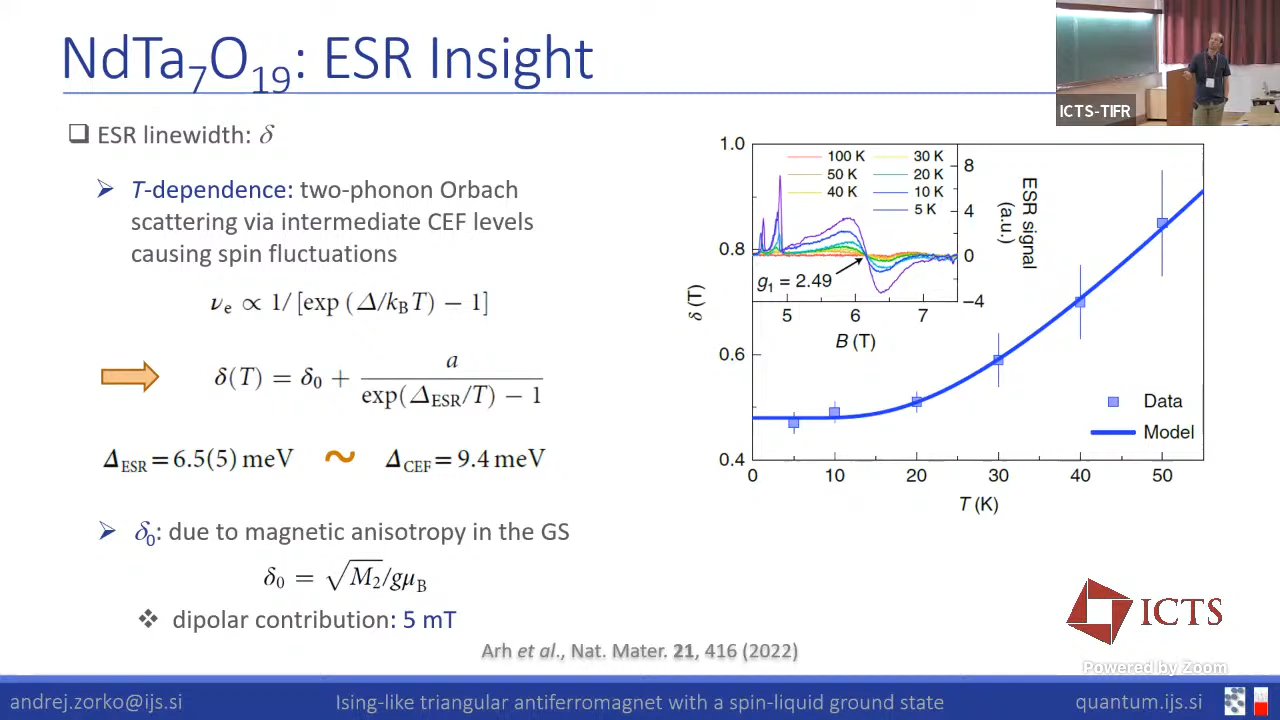 NdTa₇O₁₉: ESR Insight
ICTS-TIFR
❑ ESR linewidth: δ
➢ T-dependence: two-phonon Orbach
scattering via intermediate CEF levels
causing spin fluctuations
νₑ ∝ 1/[exp (Δ/k_BT) − 1]
δ(T) = δ₀ + a / exp(Δ_ESR/T) − 1
Δ_ESR = 6.5(5) meV ~ Δ_CEF = 9.4 meV
➢ δ₀: due to magnetic anisotropy in the GS
δ₀ = √M₂/gμ_B
❖ dipolar contribution: 5 mT
1.0
0.8
0.6
0.4
δ (T)
0 10 20 30 40 50
T (K)
100 K
50 K
40 K
30 K
20 K
10 K
5 K
8
4
0
−4
ESR signal
(a.u.)
g₁ = 2.49
5 6 7
B (T)
Data
Model
Arh et al., Nat. Mater. 21, 416 (2022)
ICTS
Powered by Zoom
andrej.zorko@ijs.si
Ising-like triangular antiferromagnet with a spin-liquid ground state
quantum.ijs.si